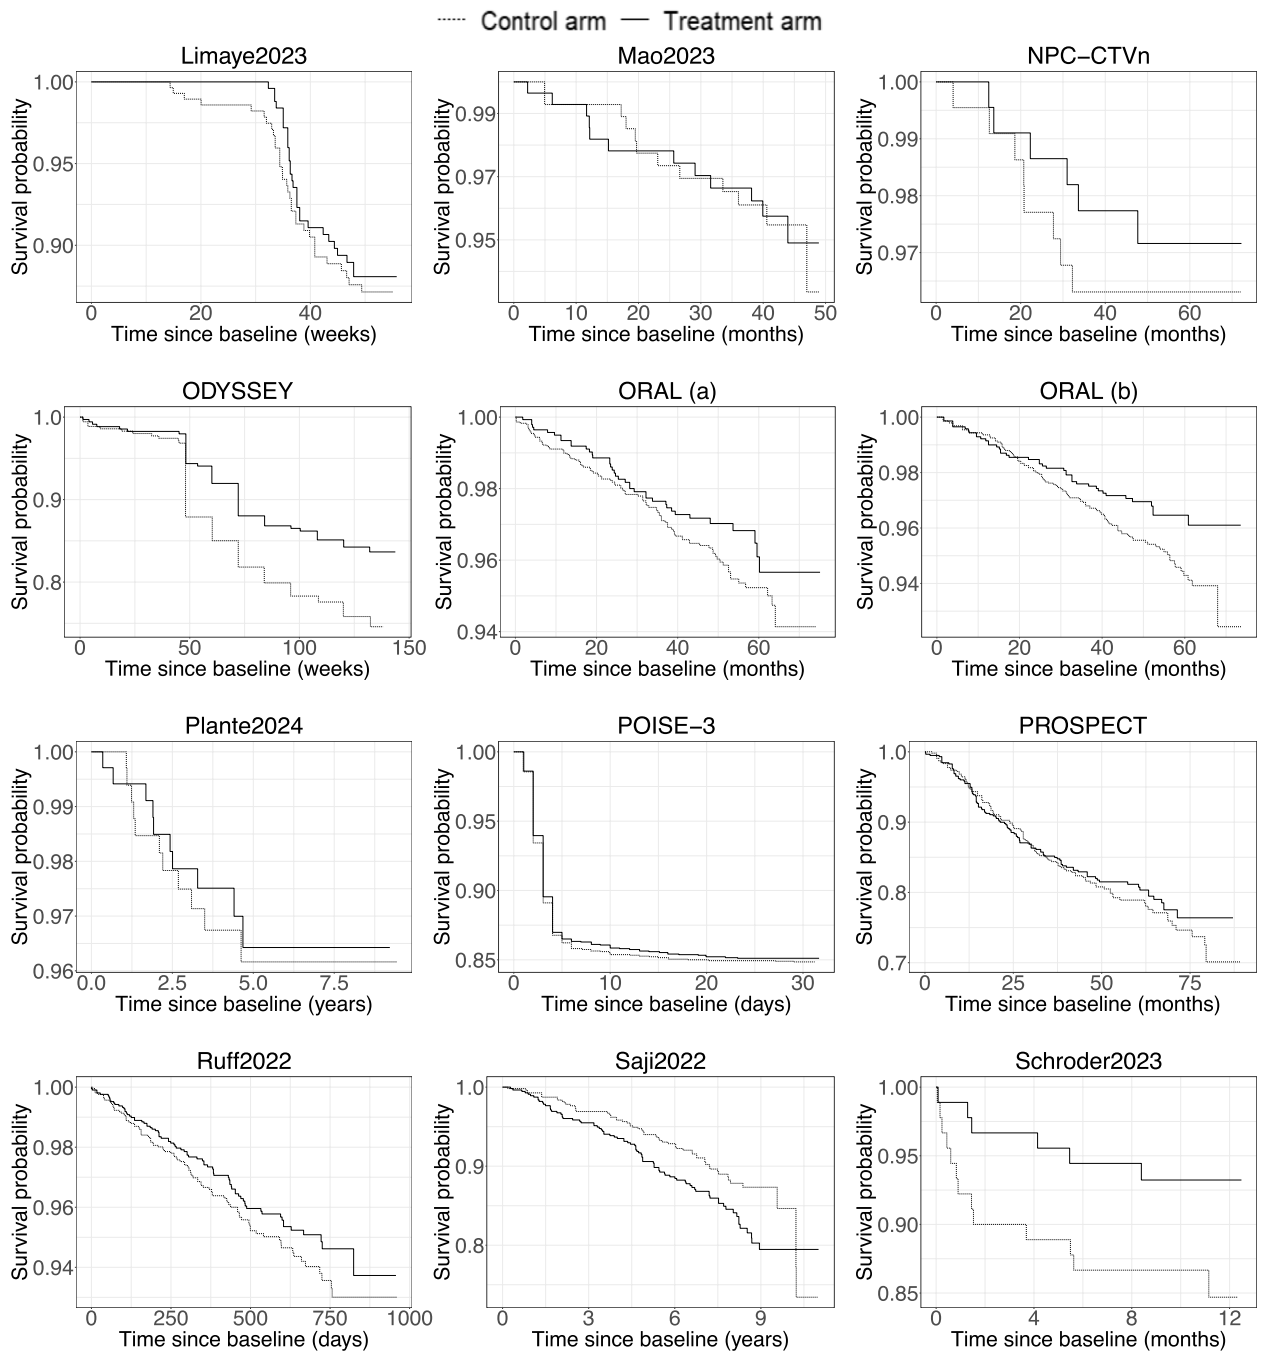 Control arm Treatment arm
Limaye2023 Mao2023 NPC−CTVn
Survival probability Survival probability Survival probability
1.00 0.95 0.90
0.99 0.97 0.95
1.00 0.99 0.98 0.97
0 20 40
0 10 20 30 40 50
0 20 40 60
Time since baseline (weeks) Time since baseline (months) Time since baseline (months)
ODYSSEY ORAL (a) ORAL (b)
Survival probability Survival probability Survival probability
1.0 0.9 0.8
1.00 0.98 0.96 0.94
1.00 0.98 0.96 0.94
0 50 100 150
0 20 40 60
0 20 40 60
Time since baseline (weeks) Time since baseline (months) Time since baseline (months)
Plante2024 POISE−3 PROSPECT
Survival probability Survival probability Survival probability
1.00 0.99 0.98 0.97 0.96
1.00 0.95 0.90 0.85
1.0 0.9 0.8 0.7
0.0 2.5 5.0 7.5
0 10 20 30
0 25 50 75
Time since baseline (years) Time since baseline (days) Time since baseline (months)
Ruff2022 Saji2022 Schroder2023
Survival probability Survival probability Survival probability
1.00 0.98 0.96 0.94
1.0 0.9 0.8
1.00 0.95 0.90 0.85
0 250 500 750 1000
0 3 6 9
0 4 8 12
Time since baseline (days) Time since baseline (years) Time since baseline (months)